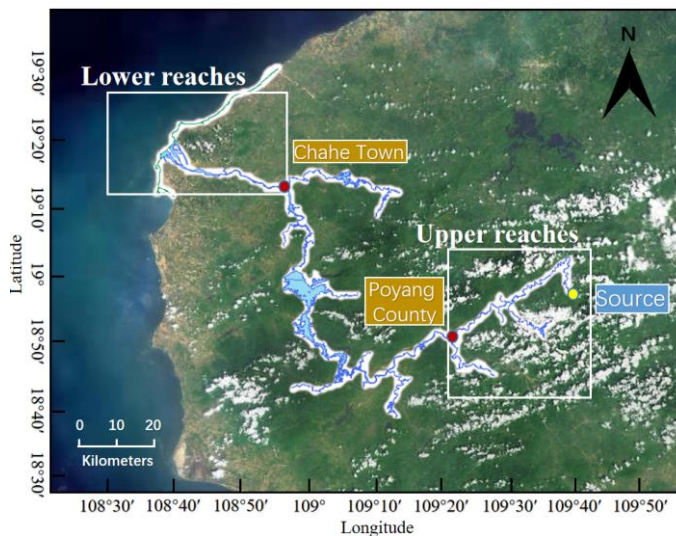 N
Lower reaches
Chahe Town
Upper reaches
Poyang
County
Source
0 10 20
Kilometers
Latitude
19°30′
19°20′
19°10′
19°
18°50′
18°40′
18°30′
108°30′ 108°40′ 108°50′ 109° 109°10′ 109°20′ 109°30′ 109°40′ 109°50′
Longitude